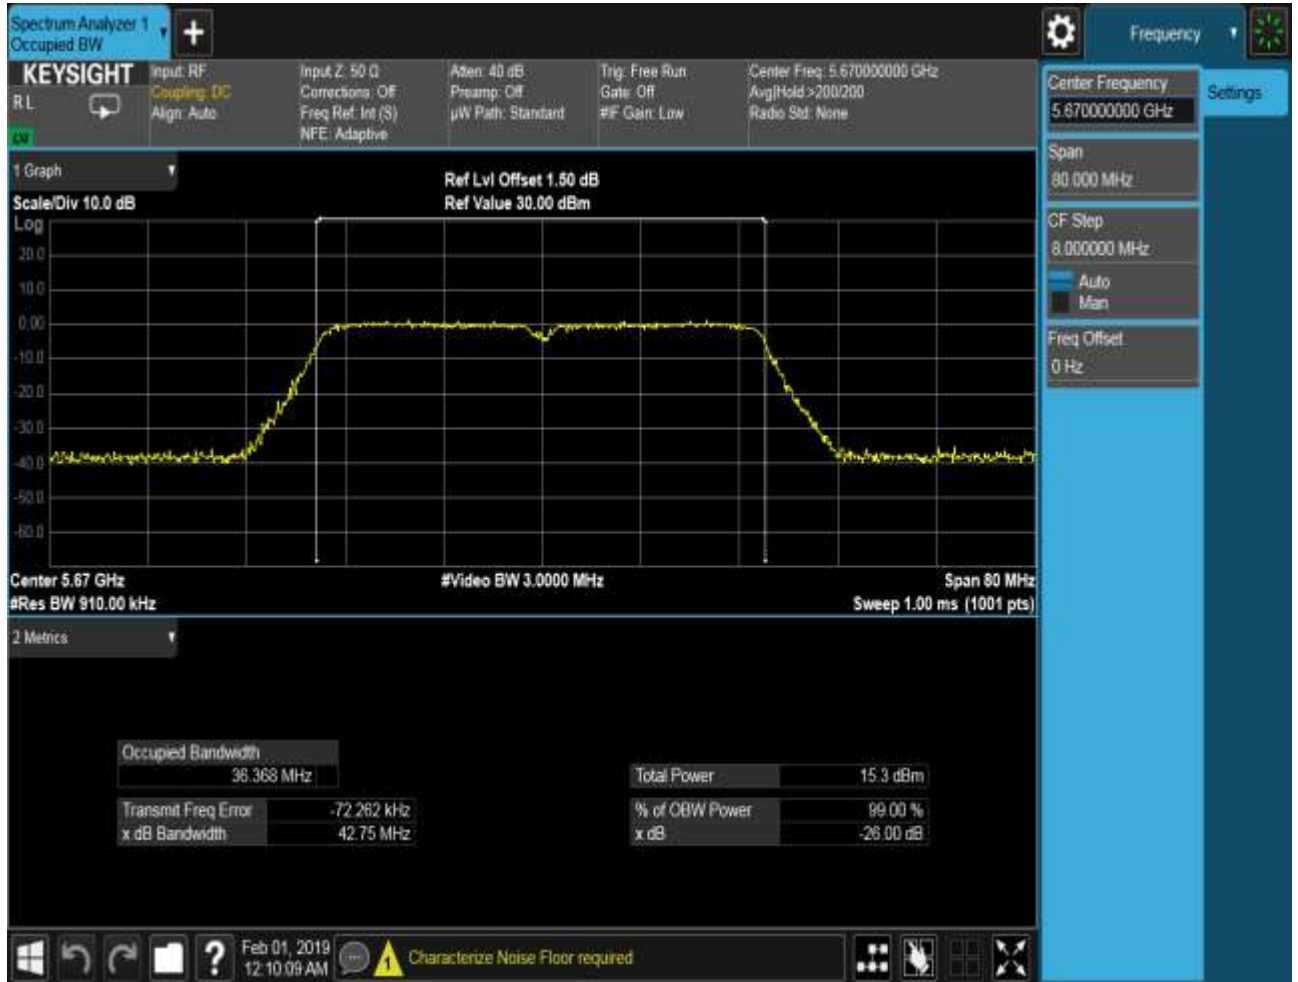 Spectrum Analyzer 1
Occupied BW
Frequency
KEYSIGHT
RL
Input: RF
Coupling: DC
Align: Auto
Input Z: 50 Ω
Corrections: Off
Freq Ref: Int (S)
NFE: Adaptive
Atten: 40 dB
Preamp: Off
µW Path: Standard
Trig: Free Run
Gate: Off
#IF Gain: Low
Center Freq: 5.670000000 GHz
Avg|Hold:>200/200
Radio Std: None
Center Frequency
5.670000000 GHz
Settings
Span
80.000 MHz
CF Step
8.000000 MHz
Auto
Man
Freq Offset
0 Hz
1 Graph
Scale/Div 10.0 dB
Ref Lvl Offset 1.50 dB
Ref Value 30.00 dBm
Log
20.0
10.0
0.00
-10.0
-20.0
-30.0
-40.0
-50.0
-60.0
Center 5.67 GHz
#Video BW 3.0000 MHz
Span 80 MHz
#Res BW 910.00 kHz
Sweep 1.00 ms (1001 pts)
2 Metrics
Occupied Bandwidth
36.368 MHz
Total Power 15.3 dBm
Transmit Freq Error -72.262 kHz
% of OBW Power 99.00 %
x dB Bandwidth 42.75 MHz
x dB -26.00 dB
?
Feb 01, 2019
12:10:09 AM
1
Characterize Noise Floor required